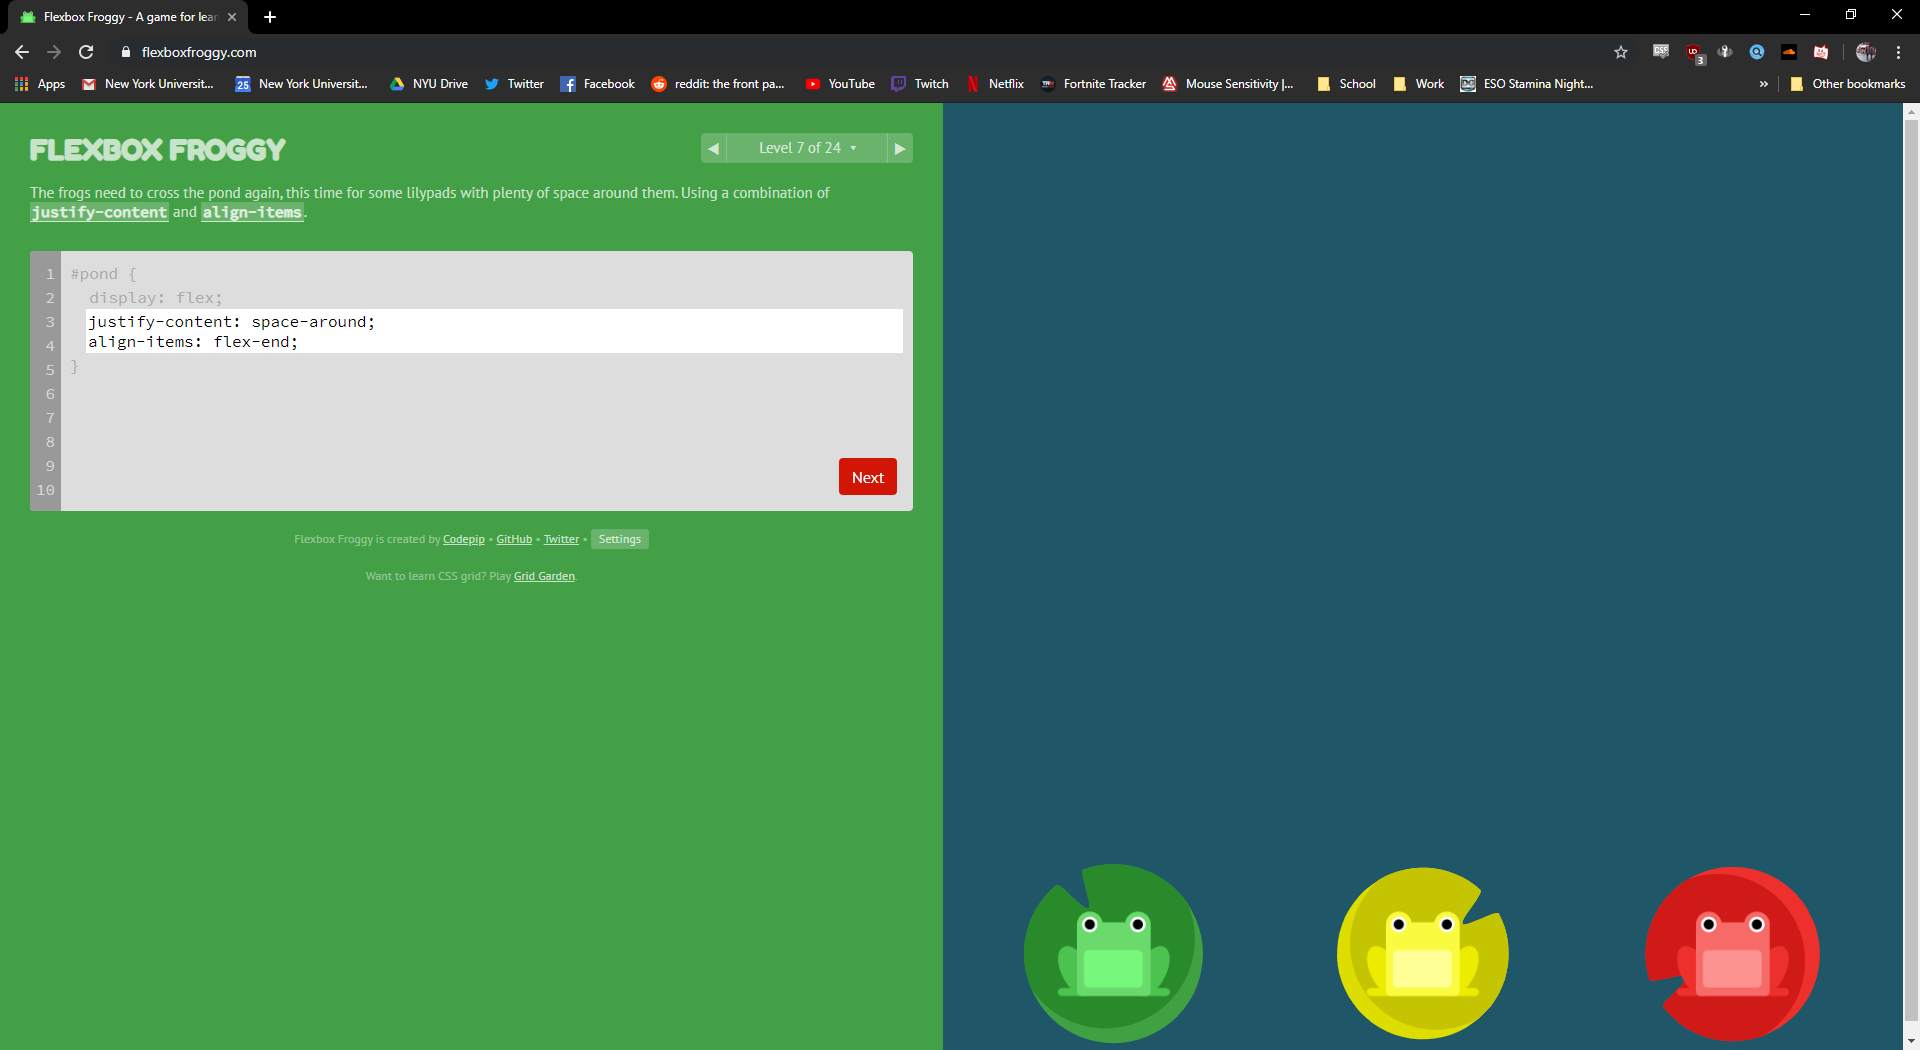 Flexbox Froggy - A game for lear
flexboxfroggy.com
CSS
UD
3
Apps
New York Universit...
25
New York Universit...
NYU Drive
Twitter
Facebook
reddit: the front pa...
YouTube
Twitch
Netflix
Fortnite Tracker
Mouse Sensitivity |...
School
Work
ESO Stamina Night...
»
Other bookmarks
FLEXBOX FROGGY
Level 7 of 24
The frogs need to cross the pond again, this time for some lilypads with plenty of space around them. Using a combination of
justify-content and align-items.
1 #pond {
2 display: flex;
3 justify-content: space-around;
4 align-items: flex-end;
5 }
6
7
8
9
10
Next
Flexbox Froggy is created by Codepip • GitHub • Twitter • Settings
Want to learn CSS grid? Play Grid Garden.